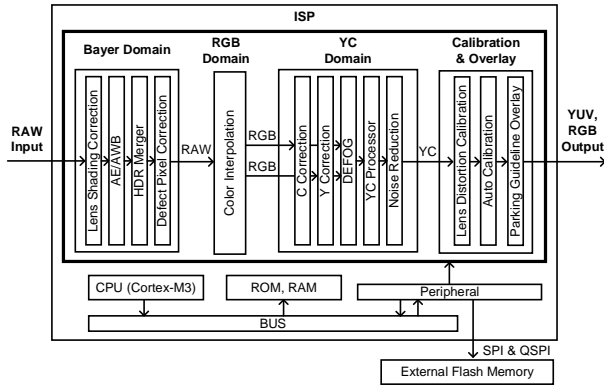 ISP
Bayer Domain
RGB
Domain
YC
Domain
Calibration
& Overlay
RAW
Input
Lens Shading Correction
AE/AWB
HDR Merger
Defect Pixel Correction
RAW
Color Interpolation
RGB
RGB
C Correction
Y Correction
DEFOG
YC Processor
Noise Reduction
YC
Lens Distortion Calibration
Auto Calibration
Parking Guideline Overlay
YUV,
RGB
Output
CPU (Cortex-M3)
ROM, RAM
Peripheral
BUS
SPI & QSPI
External Flash Memory